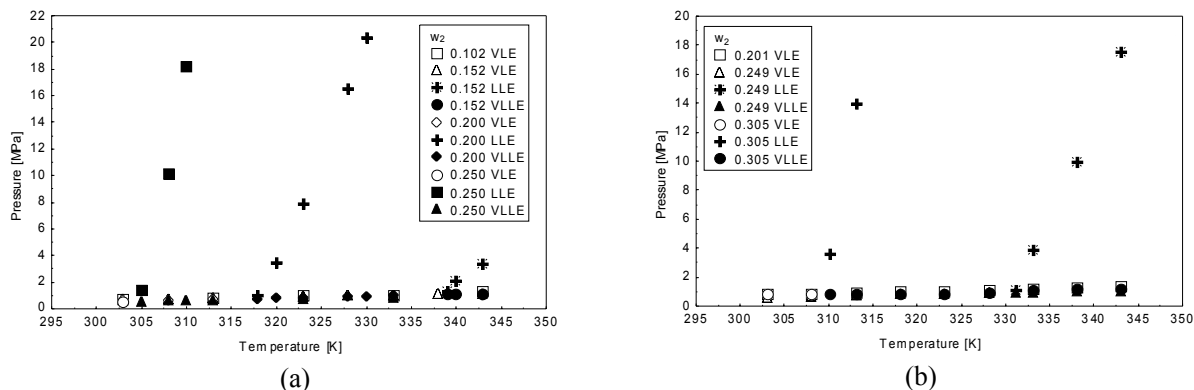 22
20
18
16
14
12
10
8
6
4
2
0
Pressure [MPa]
295 300 305 310 315 320 325 330 335 340 345 350
Temperature [K]
w2
0.102 VLE
0.152 VLE
0.152 LLE
0.152 VLLE
0.200 VLE
0.200 LLE
0.200 VLLE
0.250 VLE
0.250 LLE
0.250 VLLE
(a)
20
18
16
14
12
10
8
6
4
2
0
Pressure [MPa]
295 300 305 310 315 320 325 330 335 340 345 350
Temperature [K]
w2
0.201 VLE
0.249 VLE
0.249 LLE
0.249 VLLE
0.305 VLE
0.305 LLE
0.305 VLLE
(b)